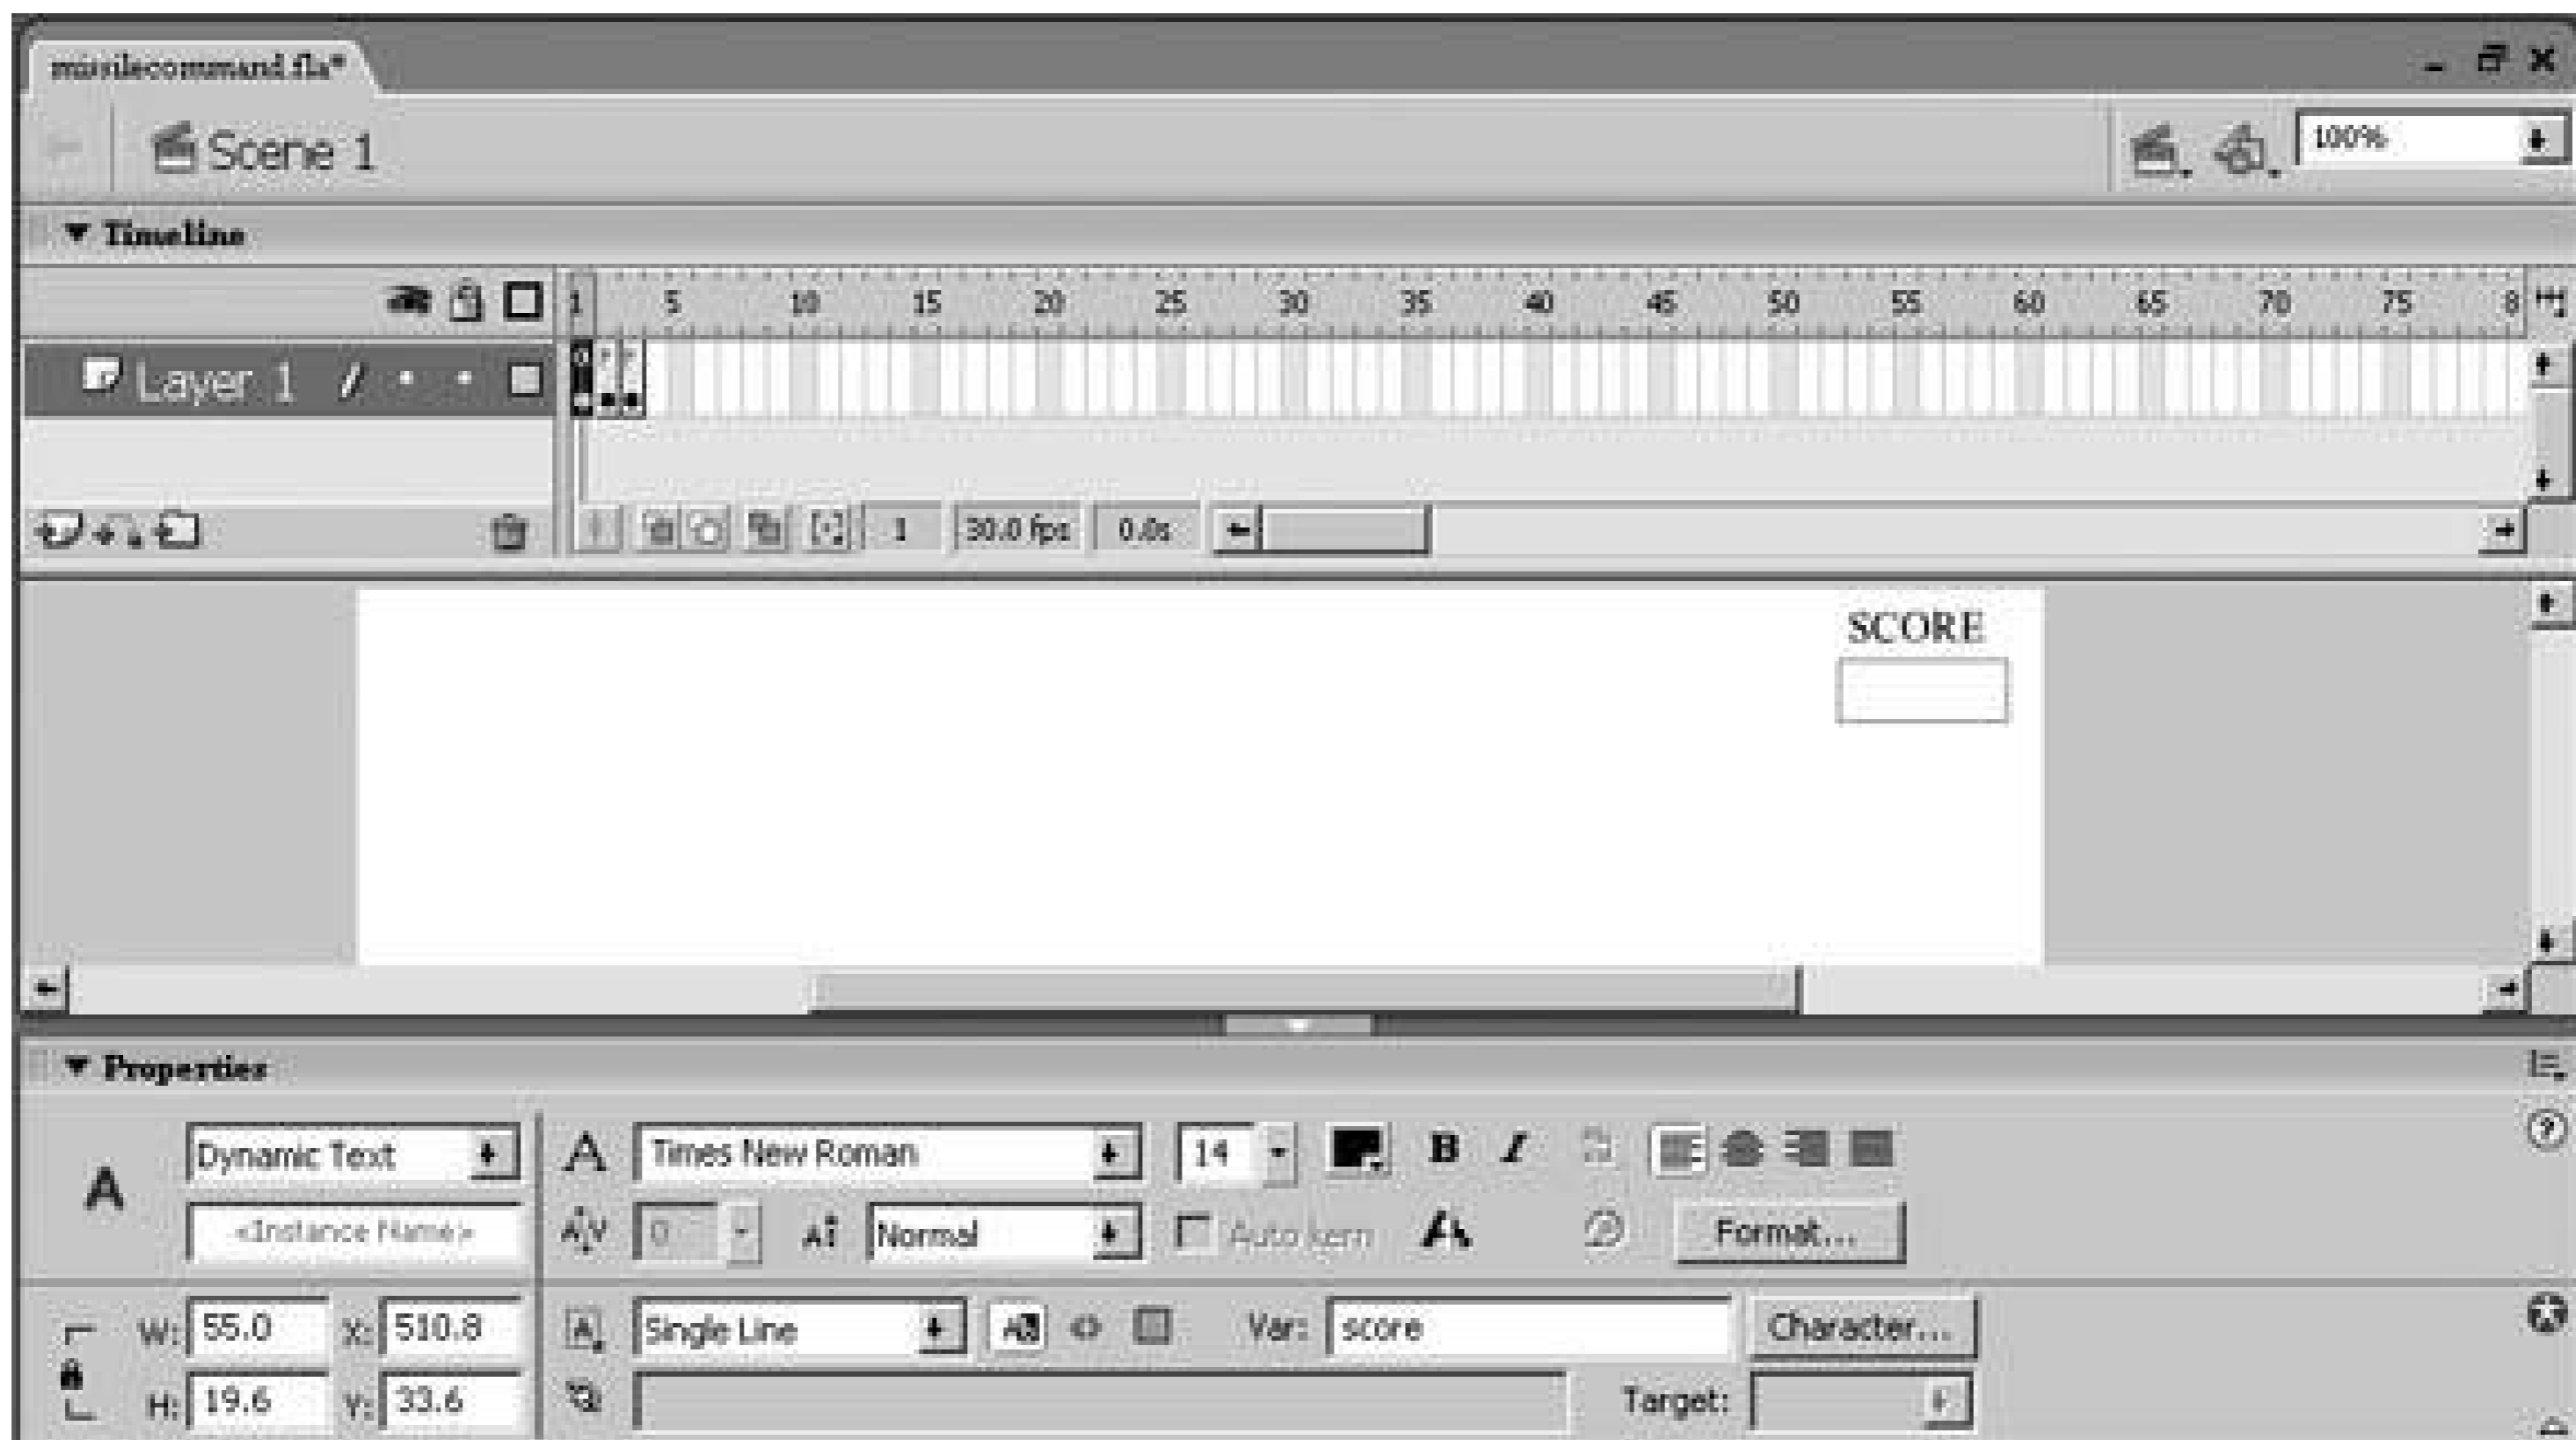 missilecommand.fla*
Scene 1
100%
Timeline
1 5 10 15 20 25 30 35 40 45 50 55 60 65 70 75 8
Layer 1
1 30.0 fps 0.0s
SCORE
Properties
A Dynamic Text A Times New Roman 14 B I
<Instance Name> A V 0 A Normal Auto kern A Format...
W: 55.0 X: 510.8 A Single Line AB <> Var: score Character...
H: 19.6 Y: 33.6 Target: